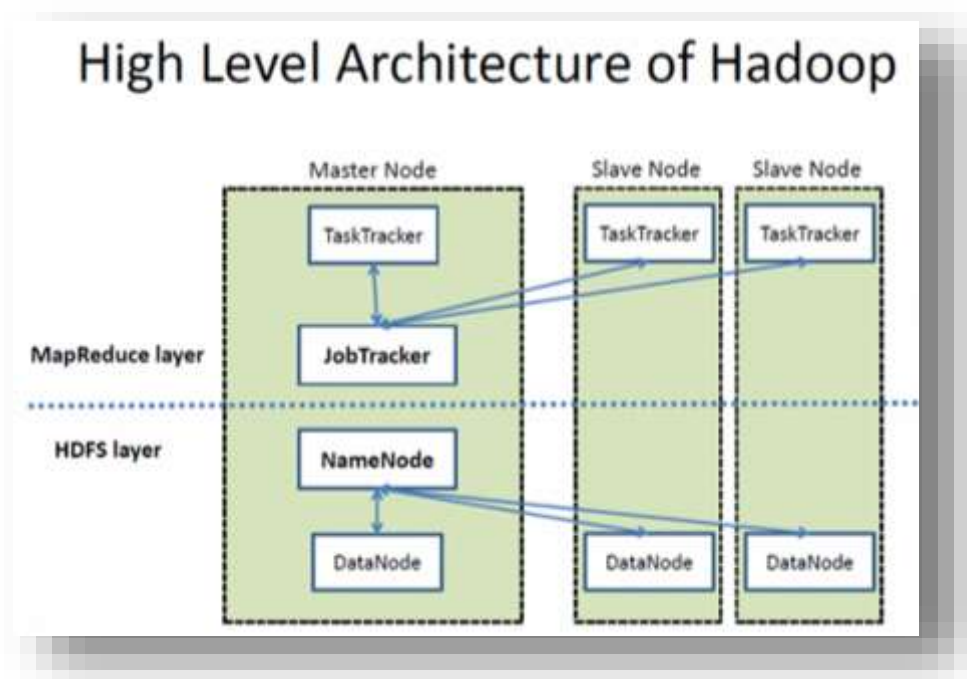 High Level Architecture of Hadoop
Master Node
Slave Node
Slave Node
TaskTracker
TaskTracker
TaskTracker
MapReduce layer
JobTracker
HDFS layer
NameNode
DataNode
DataNode
DataNode